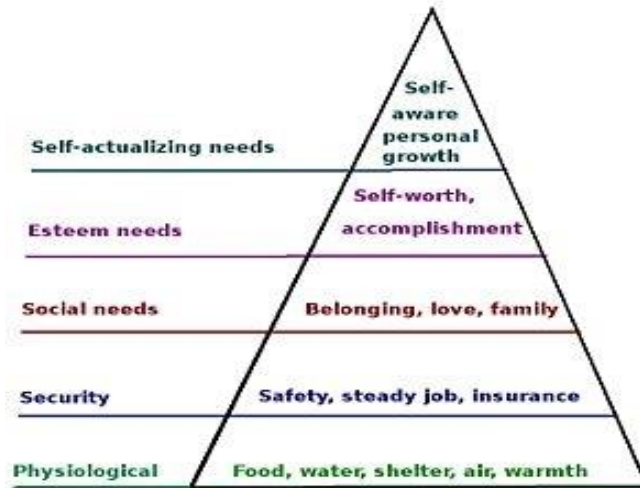 Self-
aware
personal
growth
Self-actualizing needs
Self-worth,
accomplishment
Esteem needs
Social needs
Belonging, love, family
Security
Safety, steady job, insurance
Physiological
Food, water, shelter, air, warmth